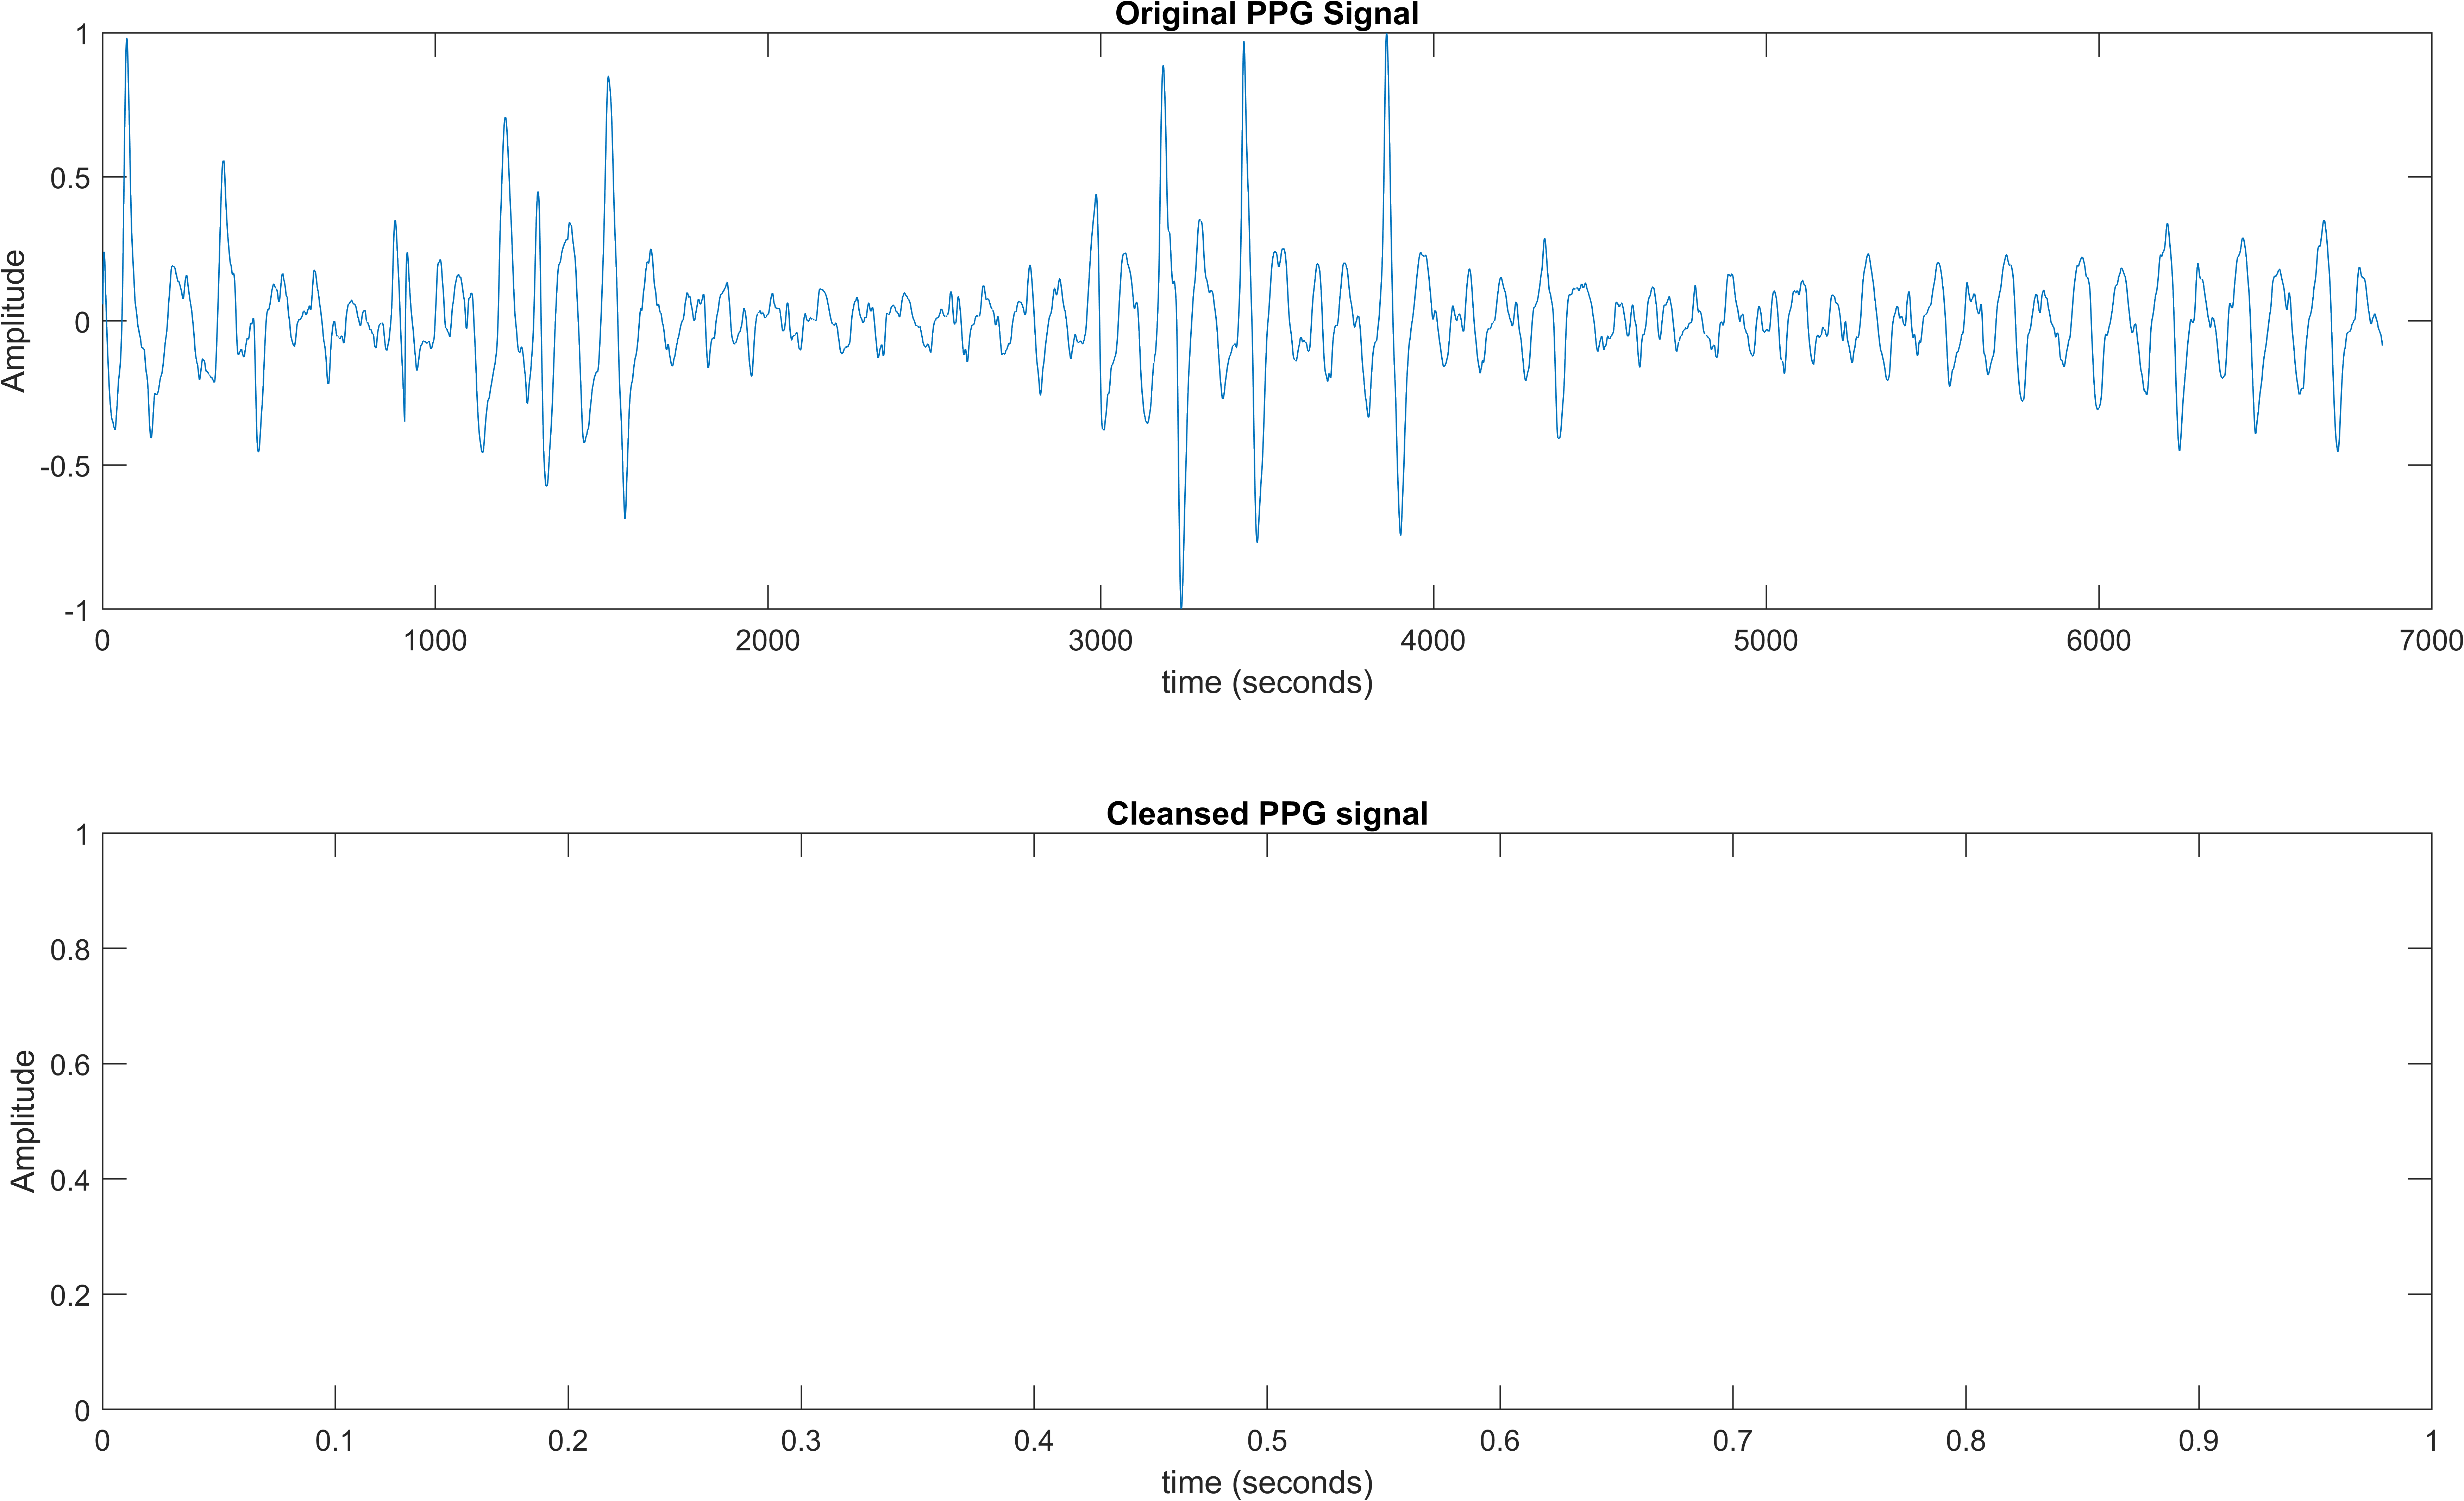 Original PPG Signal
1
0.5
0
-0.5
-1
Amplitude
0 1000 2000 3000 4000 5000 6000 7000
time (seconds)
Cleansed PPG signal
1
0.8
0.6
0.4
0.2
0
Amplitude
0 0.1 0.2 0.3 0.4 0.5 0.6 0.7 0.8 0.9 1
time (seconds)